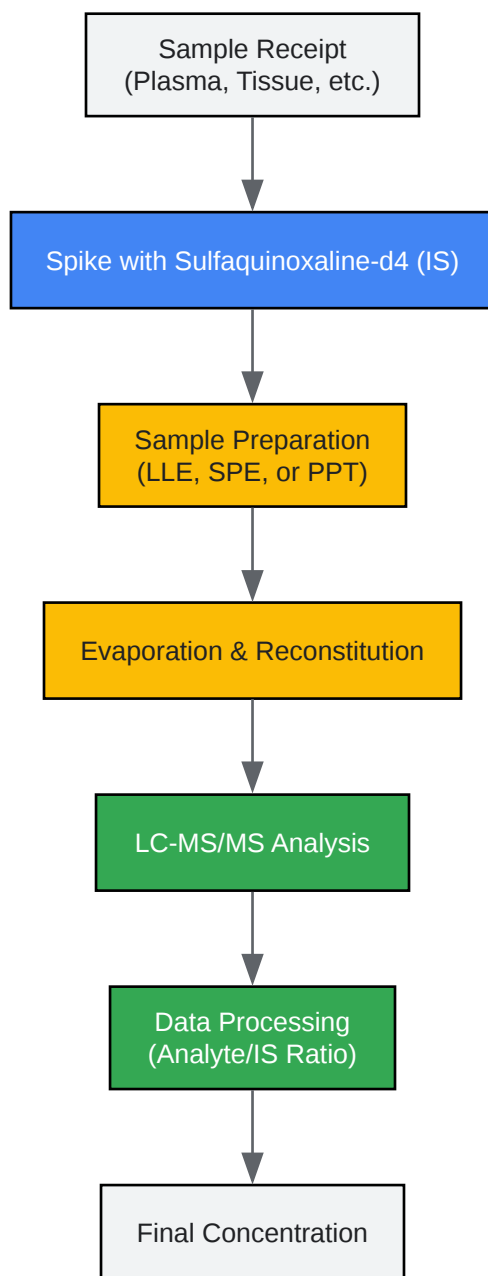 Sample Receipt
(Plasma, Tissue, etc.)
Spike with Sulfaquinoxaline-d4 (IS)
Sample Preparation
(LLE, SPE, or PPT)
Evaporation & Reconstitution
LC-MS/MS Analysis
Data Processing
(Analyte/IS Ratio)
Final Concentration